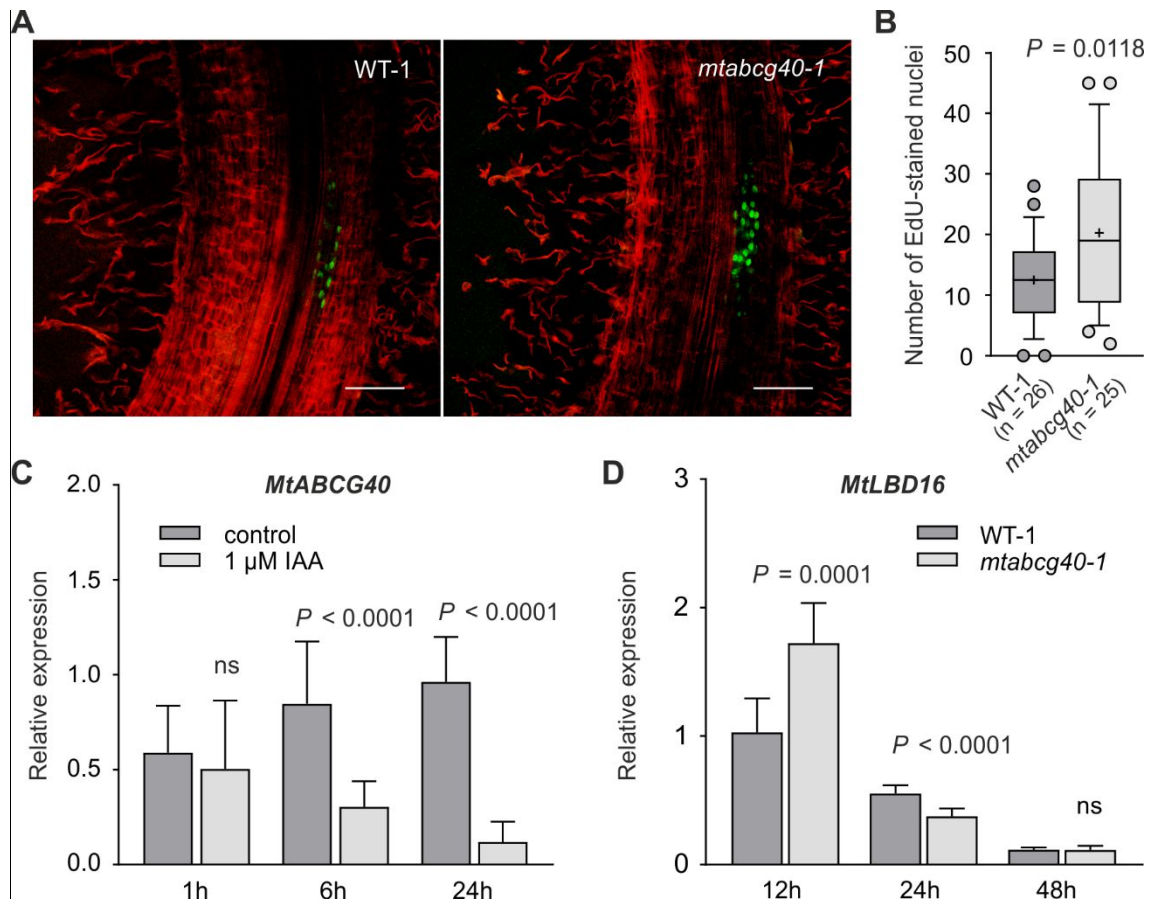 A
WT-1
mtabcg40-1
B
P = 0.0118
Number of EdU-stained nuclei
50
40
30
20
10
0
WT-1
(n = 26)
mtabcg40-1
(n = 25)
C
MtABCG40
Relative expression
2.0
1.5
1.0
0.5
0.0
control
1 µM IAA
ns
P < 0.0001
P < 0.0001
1h
6h
24h
D
MtLBD16
Relative expression
3
2
1
0
WT-1
mtabcg40-1
P = 0.0001
P < 0.0001
ns
12h
24h
48h